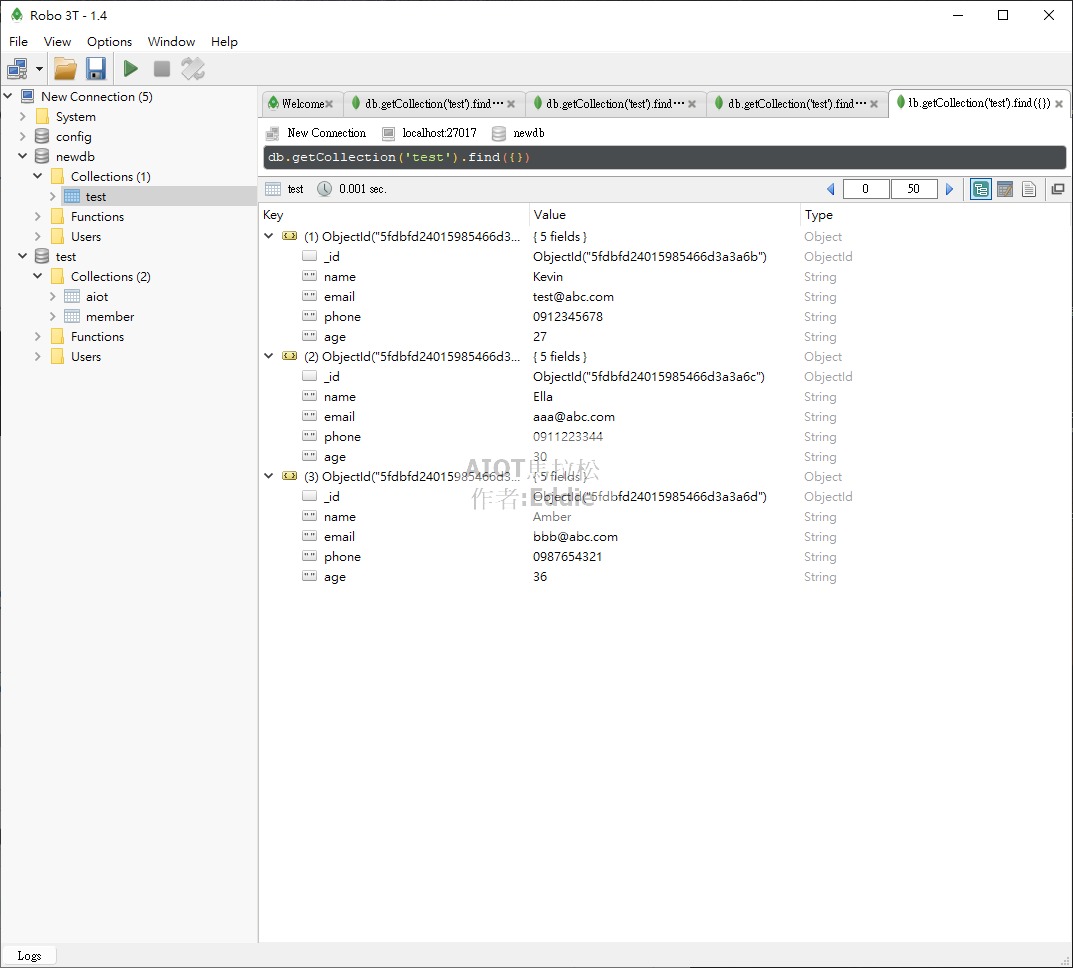 Robo 3T - 1.4
File View Options Window Help
New Connection (5)
System
config
newdb
Collections (1)
test
Functions
Users
test
Collections (2)
aiot
member
Functions
Users
Welcome db.getCollection('test').find··· db.getCollection('test').find··· db.getCollection('test').find··· lb.getCollection('test').find({})
New Connection localhost:27017 newdb
db.getCollection('test').find({})
test 0.001 sec. 0 50
Key Value Type
(1) ObjectId("5fdbfd24015985466d3... { 5 fields } Object
_id ObjectId("5fdbfd24015985466d3a3a6b") ObjectId
name Kevin String
email test@abc.com String
phone 0912345678 String
age 27 String
(2) ObjectId("5fdbfd24015985466d3... { 5 fields } Object
_id ObjectId("5fdbfd24015985466d3a3a6c") ObjectId
name Ella String
email aaa@abc.com String
phone 0911223344 String
age 30 String
(3) ObjectId("5fdbfd24015985466d3... { 5 fields } Object
_id ObjectId("5fdbfd24015985466d3a3a6d") ObjectId
name Amber String
email bbb@abc.com String
phone 0987654321 String
age 36 String
AIOT馬拉松
作者:Eddie
Logs